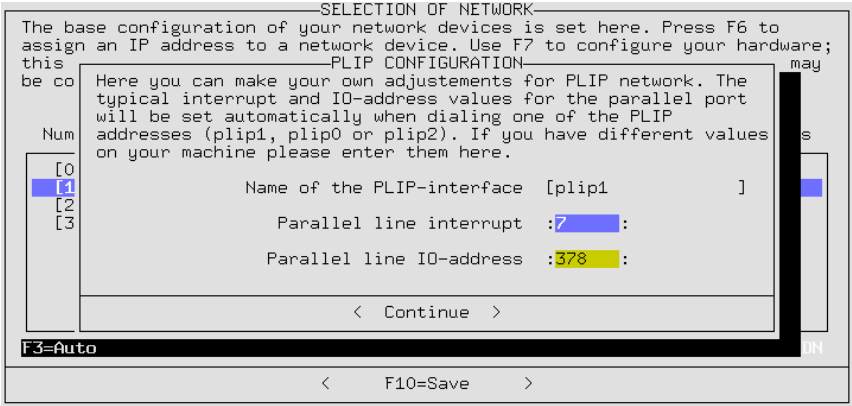 SELECTION OF NETWORK
The base configuration of your network devices is set here. Press F6 to
assign an IP address to a network device. Use F7 to configure your hardware;
this may
be co
PLIP CONFIGURATION
Here you can make your own adjustements for PLIP network. The
typical interrupt and IO-address values for the parallel port
will be set automatically when dialing one of the PLIP
addresses (plip1, plip0 or plip2). If you have different values
on your machine please enter them here.
Num s
[0
[1
[2
[3
Name of the PLIP-interface [plip1 ]
Parallel line interrupt :7 :
Parallel line IO-address :378 :
< Continue >
F3=Auto ON
< F10=Save >